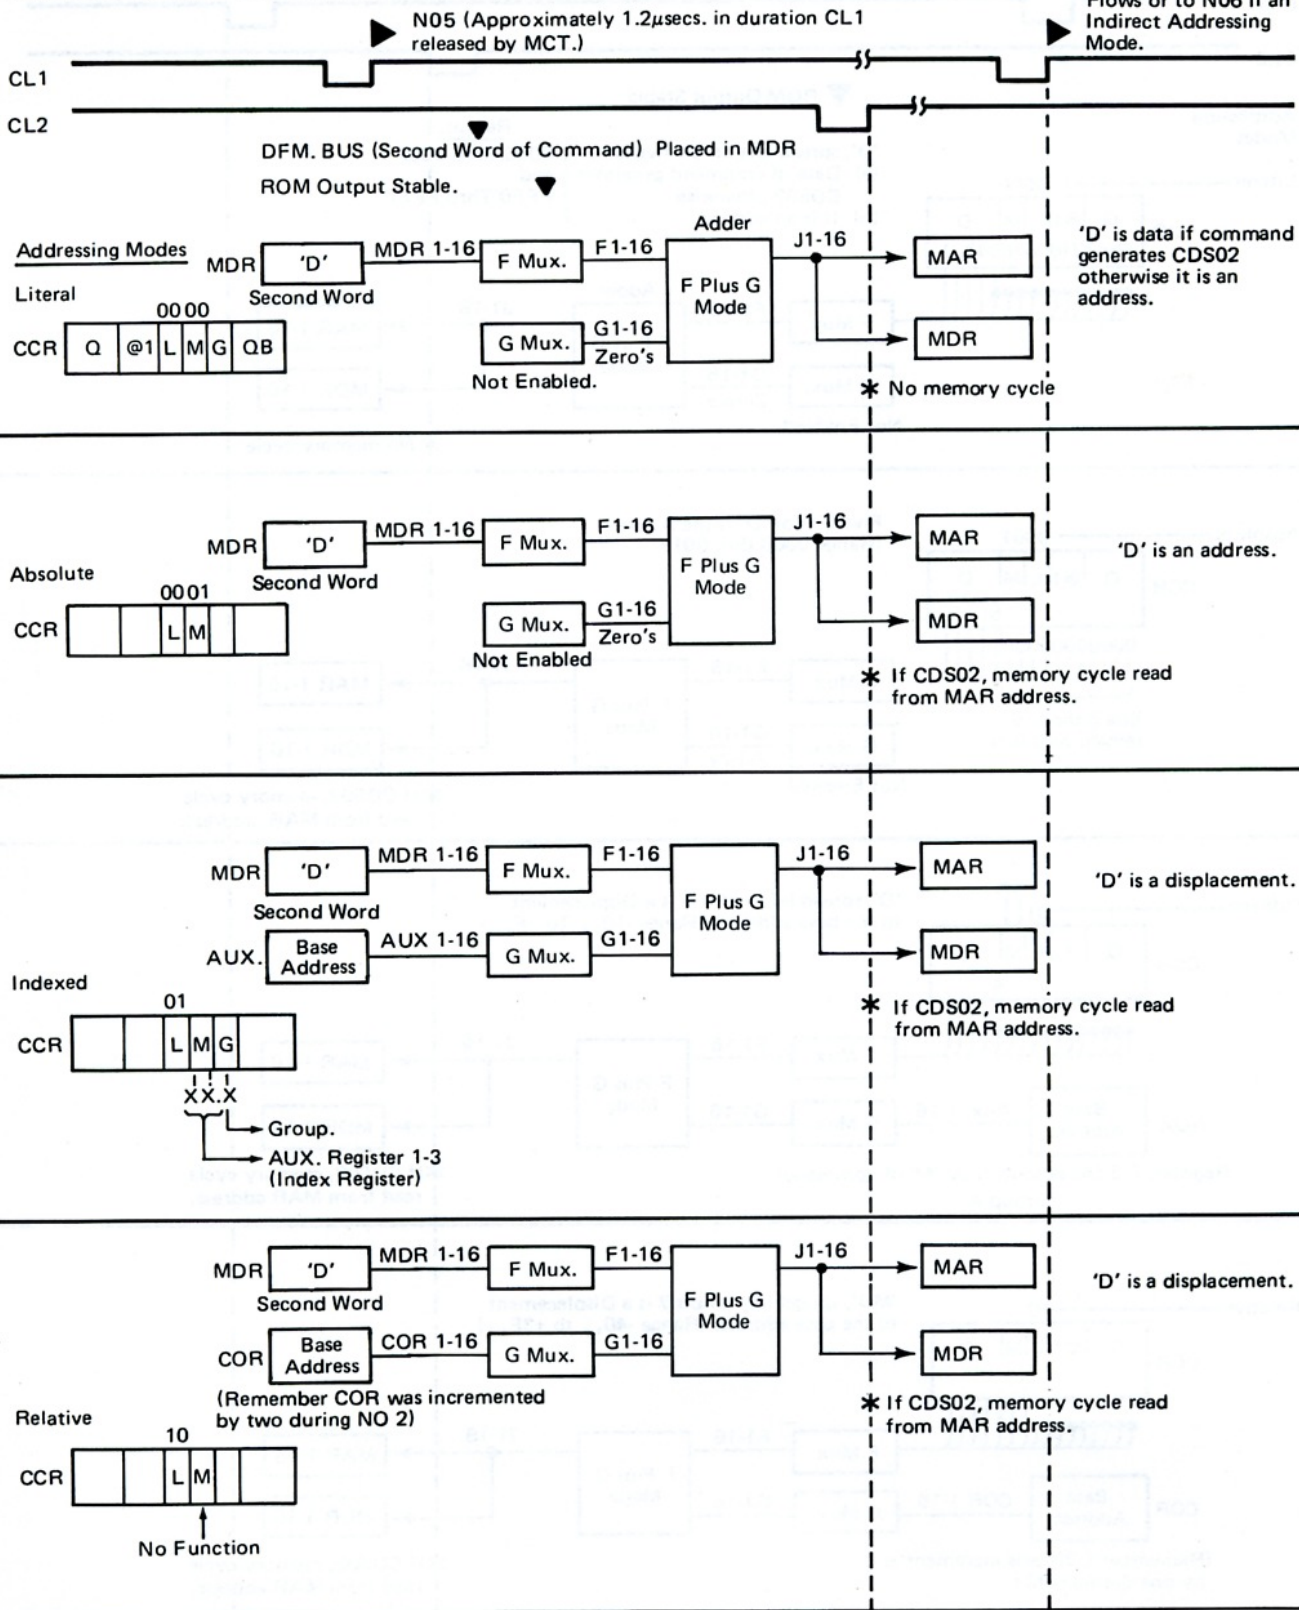 N05 (Approximately 1.2µsecs. in duration CL1
released by MCT.)
Flows or to N06 if an
Indirect Addressing
Mode.
CL1
CL2
DFM. BUS (Second Word of Command) Placed in MDR
ROM Output Stable.
Addressing Modes
Literal
0000
CCR Q @1 L M G QB
MDR 'D' MDR 1-16 F Mux. F1-16
Second Word
G Mux. G1-16
Zero's
Not Enabled.
Adder
F Plus G
Mode
J1-16
MAR
MDR
* No memory cycle
'D' is data if command
generates CDS02
otherwise it is an
address.
Absolute
0001
CCR L M
MDR 'D' MDR 1-16 F Mux. F1-16
Second Word
G Mux. G1-16
Zero's
Not Enabled
F Plus G
Mode
J1-16
MAR
MDR
* If CDS02, memory cycle read
from MAR address.
'D' is an address.
MDR 'D' MDR 1-16 F Mux. F1-16
Second Word
AUX. Base
Address
AUX 1-16 G Mux. G1-16
F Plus G
Mode
J1-16
MAR
MDR
* If CDS02, memory cycle read
from MAR address.
'D' is a displacement.
Indexed
01
CCR L M G
XX.X
Group.
AUX. Register 1-3
(Index Register)
MDR 'D' MDR 1-16 F Mux. F1-16
Second Word
COR Base
Address
COR 1-16 G Mux. G1-16
(Remember COR was incremented
by two during NO 2)
F Plus G
Mode
J1-16
MAR
MDR
* If CDS02, memory cycle read
from MAR address.
'D' is a displacement.
Relative
10
CCR L M
No Function